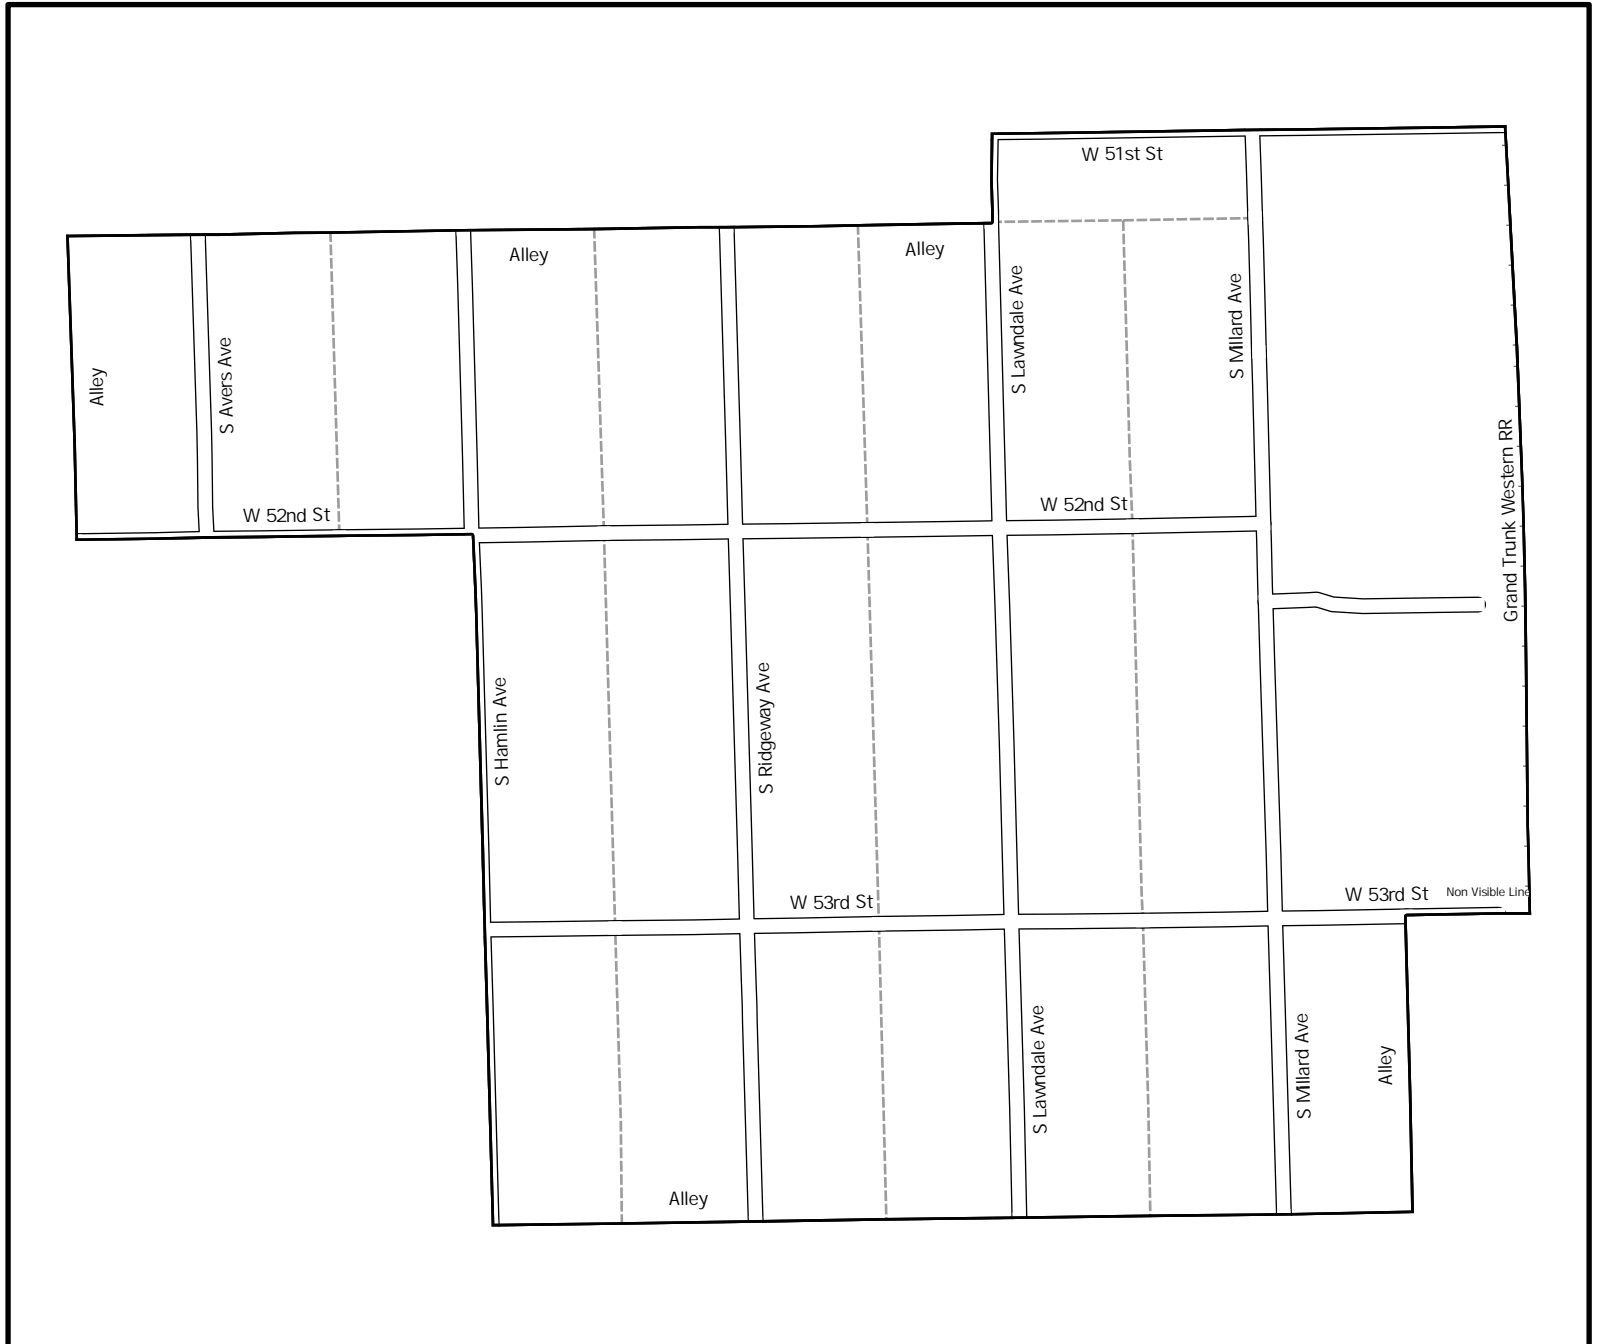 W 51st St
Alley
Alley
S Lawndale Ave
S Millard Ave
Alley
S Avers Ave
W 52nd St
W 52nd St
Grand Trunk Western RR
S Hamlin Ave
S Ridgeway Ave
W 53rd St
W 53rd St
Non Visible Line
S Lawndale Ave
S Millard Ave
Alley
Alley